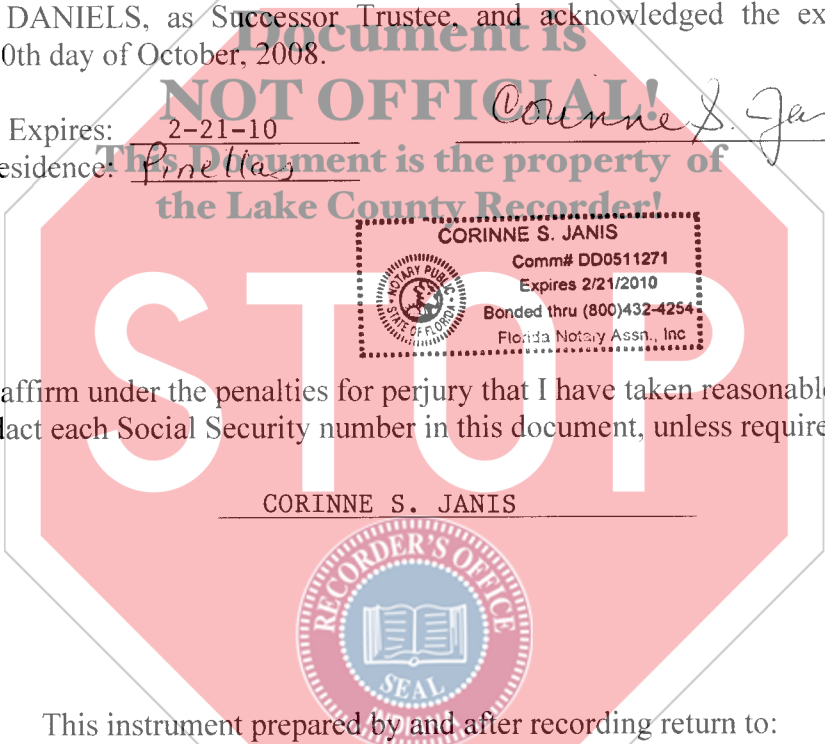 DANIELS, as Successor Trustee, and acknowledged the ex
Document is
0th day of October, 2008.
NOT OFFICIAL!
Expires: 2-21-10
Corinne S. Ja
This Document is the property of
esidence: Pinellas
the Lake County Recorder!
CORINNE S. JANIS
Comm# DD0511271
Expires 2/21/2010
Bonded thru (800)432-4254
Florida Notary Assn., Inc
NOTARY PUBLIC
STATE OF FLORIDA
STOP
affirm under the penalties for perjury that I have taken reasonabl
dact each Social Security number in this document, unless require
CORINNE S. JANIS
RECORDER'S OFFICE
SEAL
This instrument prepared by and after recording return to: